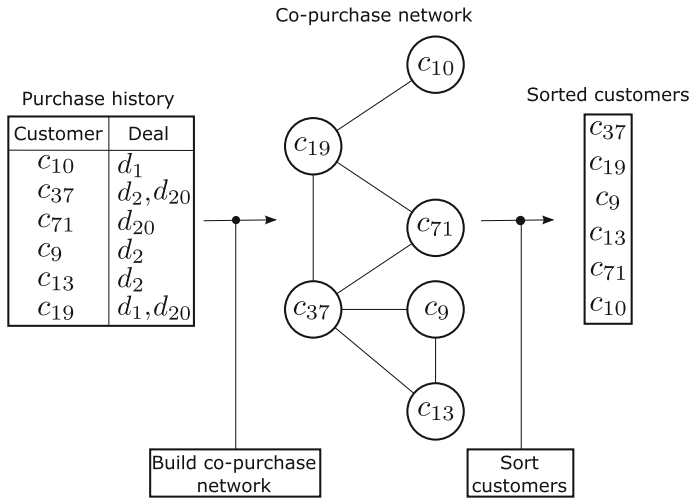 Co-purchase network
Purchase history
Customer Deal
c10 d1
c37 d2,d20
c71 d20
c9 d2
c13 d2
c19 d1,d20
c10
c19
c71
c37 c9
c13
Sorted customers
c37
c19
c9
c13
c71
c10
Build co-purchase
network
Sort
customers